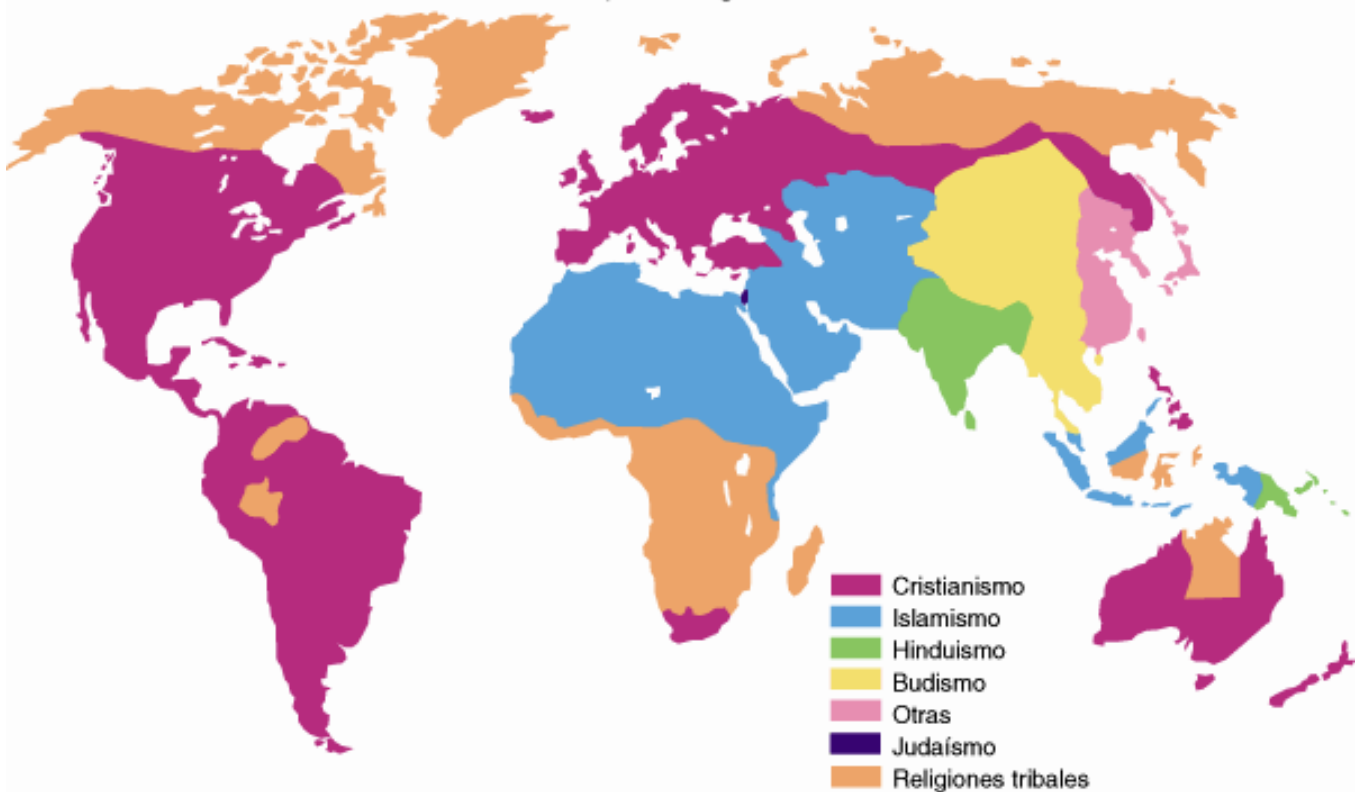 Cristianismo
Islamismo
Hinduismo
Budismo
Otras
Judaísmo
Religiones tribales